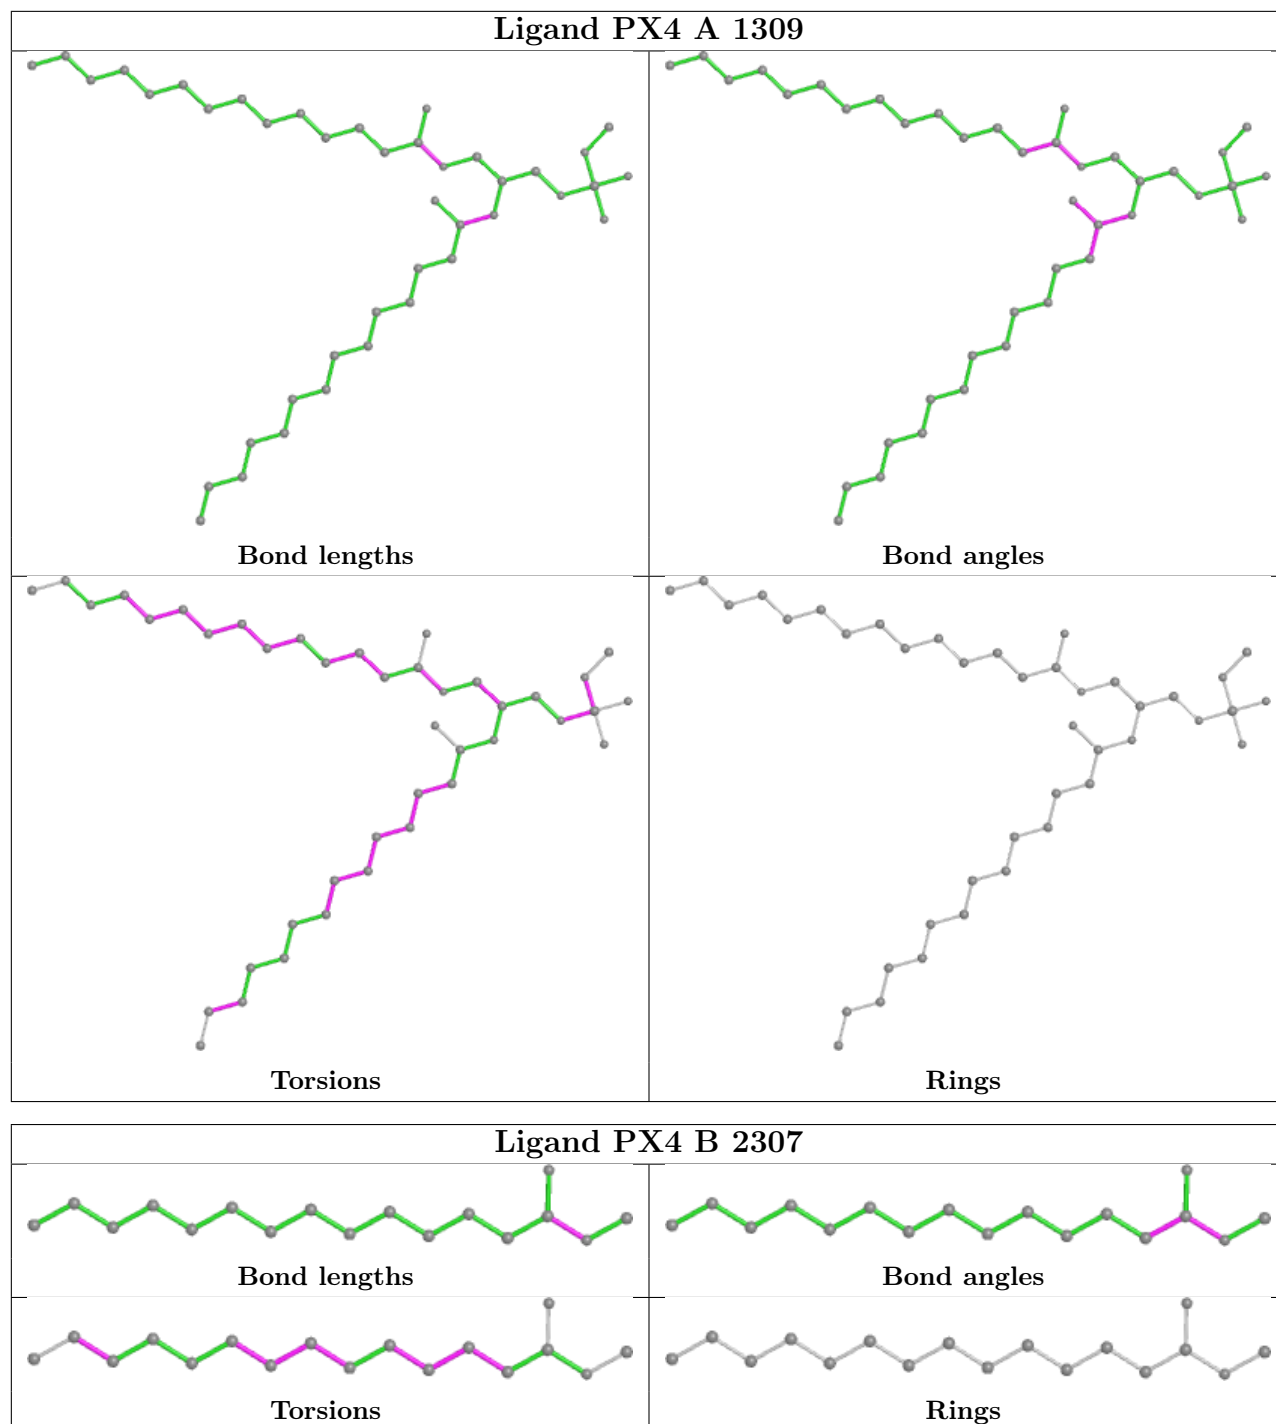 Ligand PX4 A 1309
Bond lengths
Bond angles
Torsions
Rings
Ligand PX4 B 2307
Bond lengths
Bond angles
Torsions
Rings